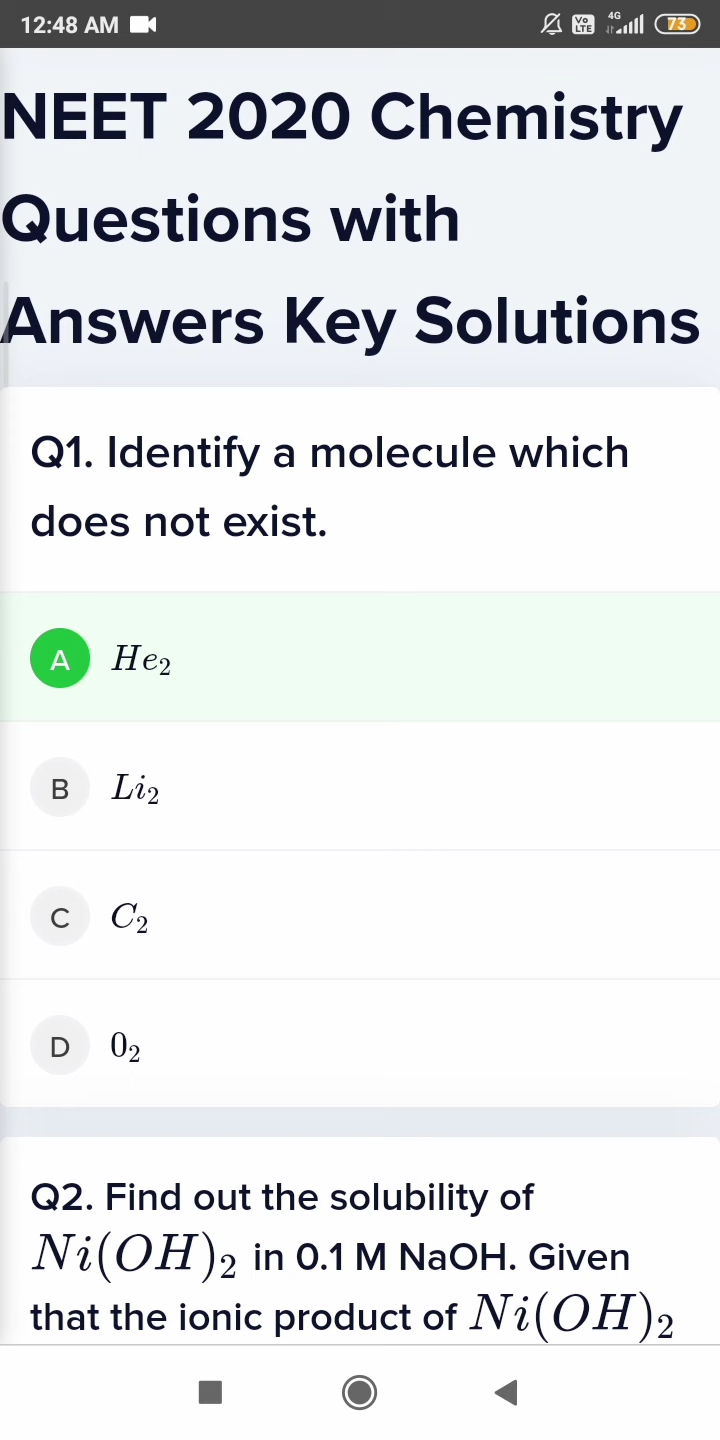 12:48 AM
Vo LTE 4G 73
NEET 2020 Chemistry
Questions with
Answers Key Solutions
Q1. Identify a molecule which
does not exist.
A He₂
B Li₂
C C₂
D 0₂
Q2. Find out the solubility of
Ni(OH)₂ in 0.1 M NaOH. Given
that the ionic product of Ni(OH)₂